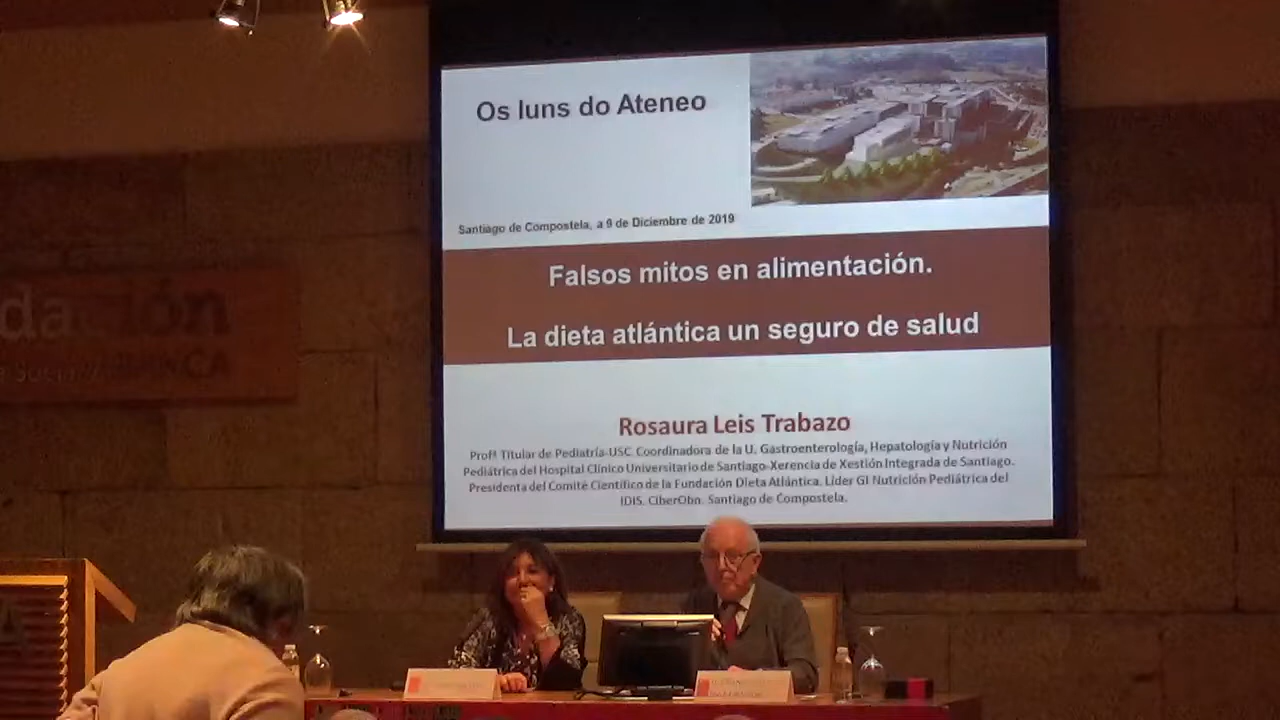 Os luns do Ateneo
Santiago de Compostela, a 9 de Diciembre de 2019
Falsos mitos en alimentación.
La dieta atlántica un seguro de salud
Rosaura Leis Trabazo
Profª Titular de Pediatría-USC. Coordinadora de la U. Gastroenterología, Hepatología y Nutrición
Pediátrica del Hospital Clínico Universitario de Santiago-Xerencia de Xestión Integrada de Santiago.
Presidenta del Comité Científico de la Fundación Dieta Atlántica. Lider GI Nutrición Pediátrica del
IDIS. CiberObn. Santiago de Compostela.
dación